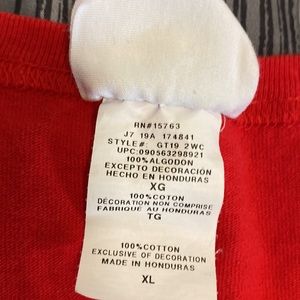 RN#15763
J7 19A 174841
STYLE#: GT19 2WC
UPC:090563298921
100%ALGODON
EXCEPTO DECORACIÓN
HECHO EN HONDURAS
XG
100%COTON
DÉCORATION NON COMPRISE
FABRIQUÉ AU HONDURAS
TG
100%COTTON
EXCLUSIVE OF DECORATION
MADE IN HONDURAS
XL